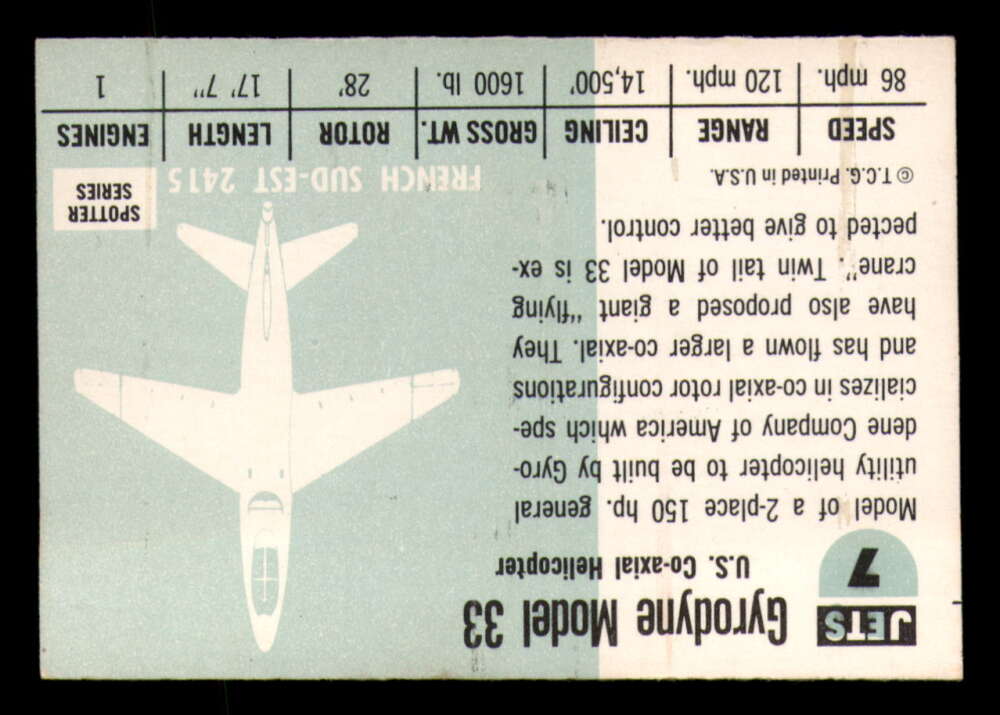 JETS
7
Gyrodyne Model 33
U.S. Co-axial Helicopter
Model of a 2-place 150 hp. general
utility helicopter to be built by Gyro-
dene Company of America which spe-
cializes in co-axial rotor configurations
and has flown a larger co-axial. They
have also proposed a giant "flying
crane". Twin tail of Model 33 is ex-
pected to give better control.
© T.C.G. Printed in U.S.A.
SPOTTER
SERIES
FRENCH SUD-EST 2415
SPEED RANGE CEILING GROSS WT. ROTOR LENGTH ENGINES
86 mph. 120 mph. 14,500' 1600 lb. 28' 17' 7" 1